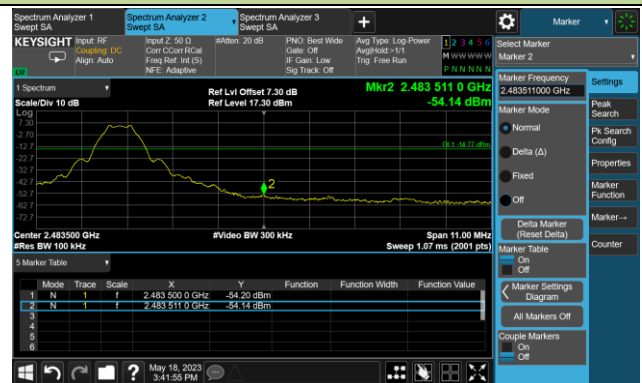 Spectrum Analyzer 1
Swept SA
Spectrum Analyzer 2
Swept SA
Spectrum Analyzer 3
Swept SA
+
Marker
KEYSIGHT
Input: RF
Coupling: DC
Align: Auto
Input Z: 50 Ω
Corr CCorr RCal
Freq Ref: Int (S)
NFE: Adaptive
#Atten: 20 dB
PNO: Best Wide
Gate: Off
IF Gain: Low
Sig Track: Off
Avg Type: Log-Power
Avg|Hold:>1/1
Trig: Free Run
1 2 3 4 5 6
M W W W W W
P N N N N N
Select Marker
Marker 2
1 Spectrum
Scale/Div 10 dB
Log
Ref Lvl Offset 7.30 dB
Ref Level 17.30 dBm
Mkr2 2.483 511 0 GHz
-54.14 dBm
7.30
-2.70
-12.7
-22.7
-32.7
-42.7
-52.7
-62.7
-72.7
DL1 -14.77 dBm
2
Center 2.483500 GHz
#Res BW 100 kHz
#Video BW 300 kHz
Span 11.00 MHz
Sweep 1.07 ms (2001 pts)
5 Marker Table
Mode Trace Scale X Y Function Function Width Function Value
1 N 1 f 2.483 500 0 GHz -54.20 dBm
2 N 1 f 2.483 511 0 GHz -54.14 dBm
3
4
5
6
Marker Frequency
2.483511000 GHz
Marker Mode
Normal
Delta (Δ)
Fixed
Off
Delta Marker
(Reset Delta)
Marker Table
On
Off
Marker Settings
Diagram
All Markers Off
Couple Markers
On
Off
Settings
Peak
Search
Pk Search
Config
Properties
Marker
Function
Marker→
Counter
?
May 18, 2023
3:41:55 PM